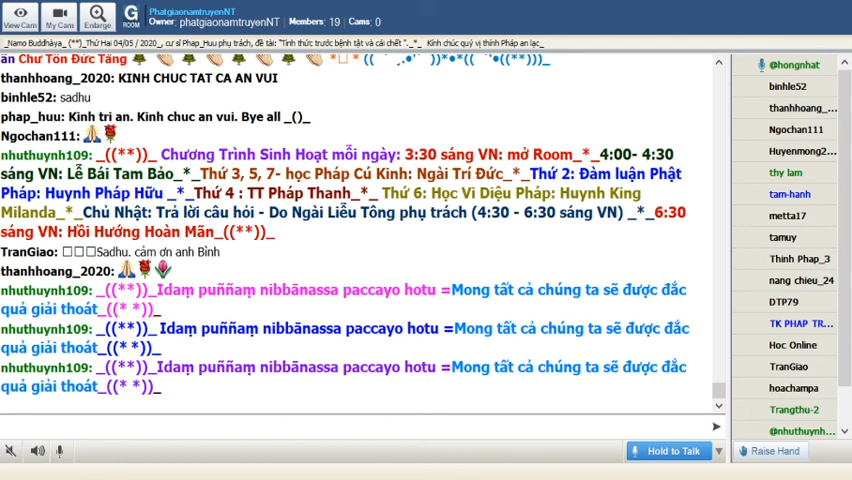 PhatgiaonamtruyenNT
Owner: phatgiaonamtruyenNT Members: 19 Cams: 0
View Cam My Cam Enlarge G ROOM
_Namo Buddhàya_ (**)_Thứ Hai 04/05 / 2020_, cư sĩ Phap_Huu phụ trách, đề tài: "Tỉnh thức trước bệnh tật và cái chết "._*_ Kính chúc quý vị thính Pháp an lạc_
ân Chư Tôn Đức Tăng
thanhhoang_2020: KINH CHUC TAT CA AN VUI
binhle52: sadhu
phap_huu: Kinh tri an. Kinh chuc an vui. Bye all _()_
Ngochan111: 🙏🌹
nhuthuynh109: _((**))_ Chương Trình Sinh Hoạt mỗi ngày: 3:30 sáng VN: mở Room_*_4:00- 4:30
sáng VN: Lễ Bái Tam Bảo_*_Thứ 3, 5, 7- học Pháp Cú Kinh: Ngài Trí Đức_*_Thứ 2: Đàm luận Phật
Pháp: Huynh Pháp Hữu _*_Thứ 4 : TT Pháp Thanh_*_ Thứ 6: Học Vi Diệu Pháp: Huynh King
Milanda_*_Chủ Nhật: Trả lời câu hỏi - Do Ngài Liễu Tông phụ trách (4:30 - 6:30 sáng VN) _*_6:30
sáng VN: Hồi Hướng Hoàn Mãn_((**))_
TranGiao: □□□Sadhu. cảm ơn anh Bình
thanhhoang_2020: 🙏🌹🌷
nhuthuynh109: _((**))_Idaṃ puññaṃ nibbānassa paccayo hotu =Mong tất cả chúng ta sẽ được đắc
quả giải thoát_((* *))_
nhuthuynh109: _((**))_ Idaṃ puññaṃ nibbānassa paccayo hotu =Mong tất cả chúng ta sẽ được đắc
quả giải thoát_((* *))_
nhuthuynh109: _((**))_Idaṃ puññaṃ nibbānassa paccayo hotu =Mong tất cả chúng ta sẽ được đắc
quả giải thoát_((* *))_
@hongnhat
binhle52
thanhhoang_...
Ngochan111
Huyenmong2...
thy lam
tam-hanh
metta17
tamuy
Thinh Phap_3
nang chieu_24
DTP79
TK PHAP TR...
Hoc Online
TranGiao
hoachampa
Trangthu-2
@nhuthuynh...
Hold to Talk
Raise Hand